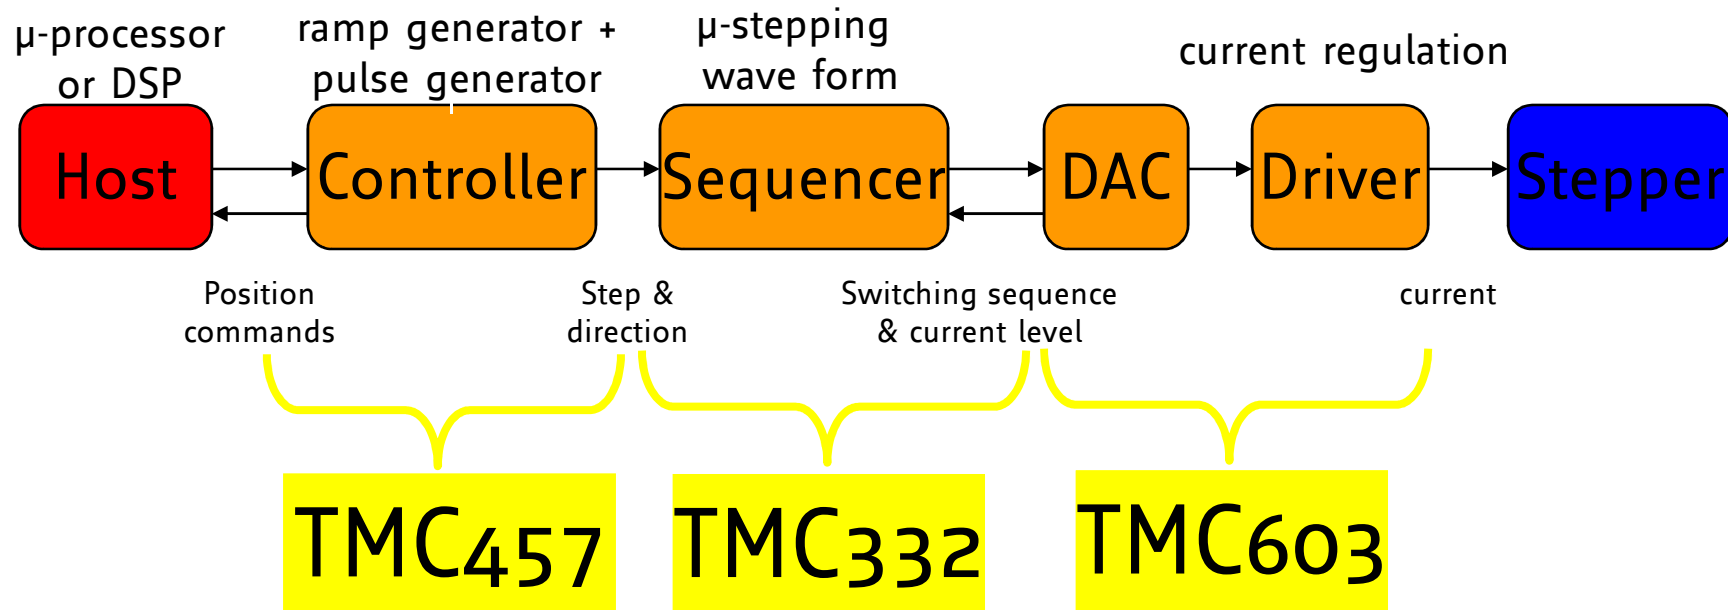 μ-processor
or DSP
ramp generator +
pulse generator
μ-stepping
wave form
current regulation
Host
Controller
Sequencer
DAC
Driver
Stepper
Position
commands
Step &
direction
Switching sequence
& current level
current
TMC457
TMC332
TMC603